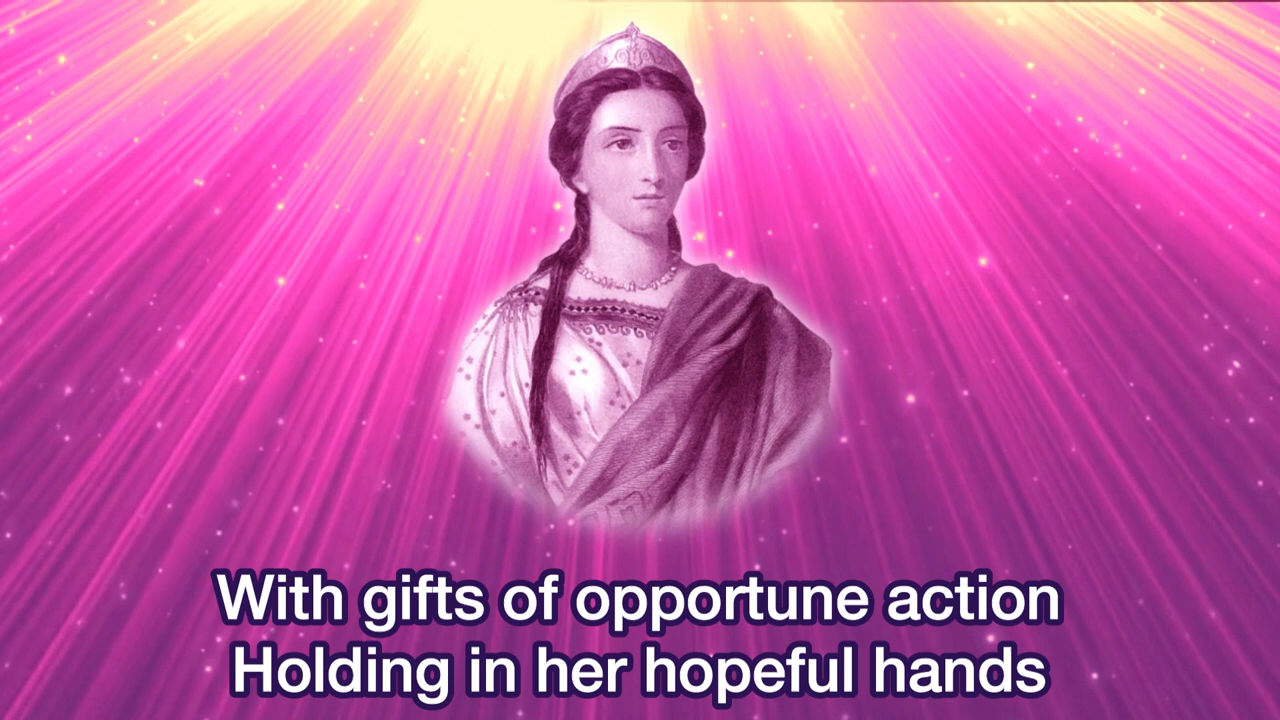 With gifts of opportune action
Holding in her hopeful hands